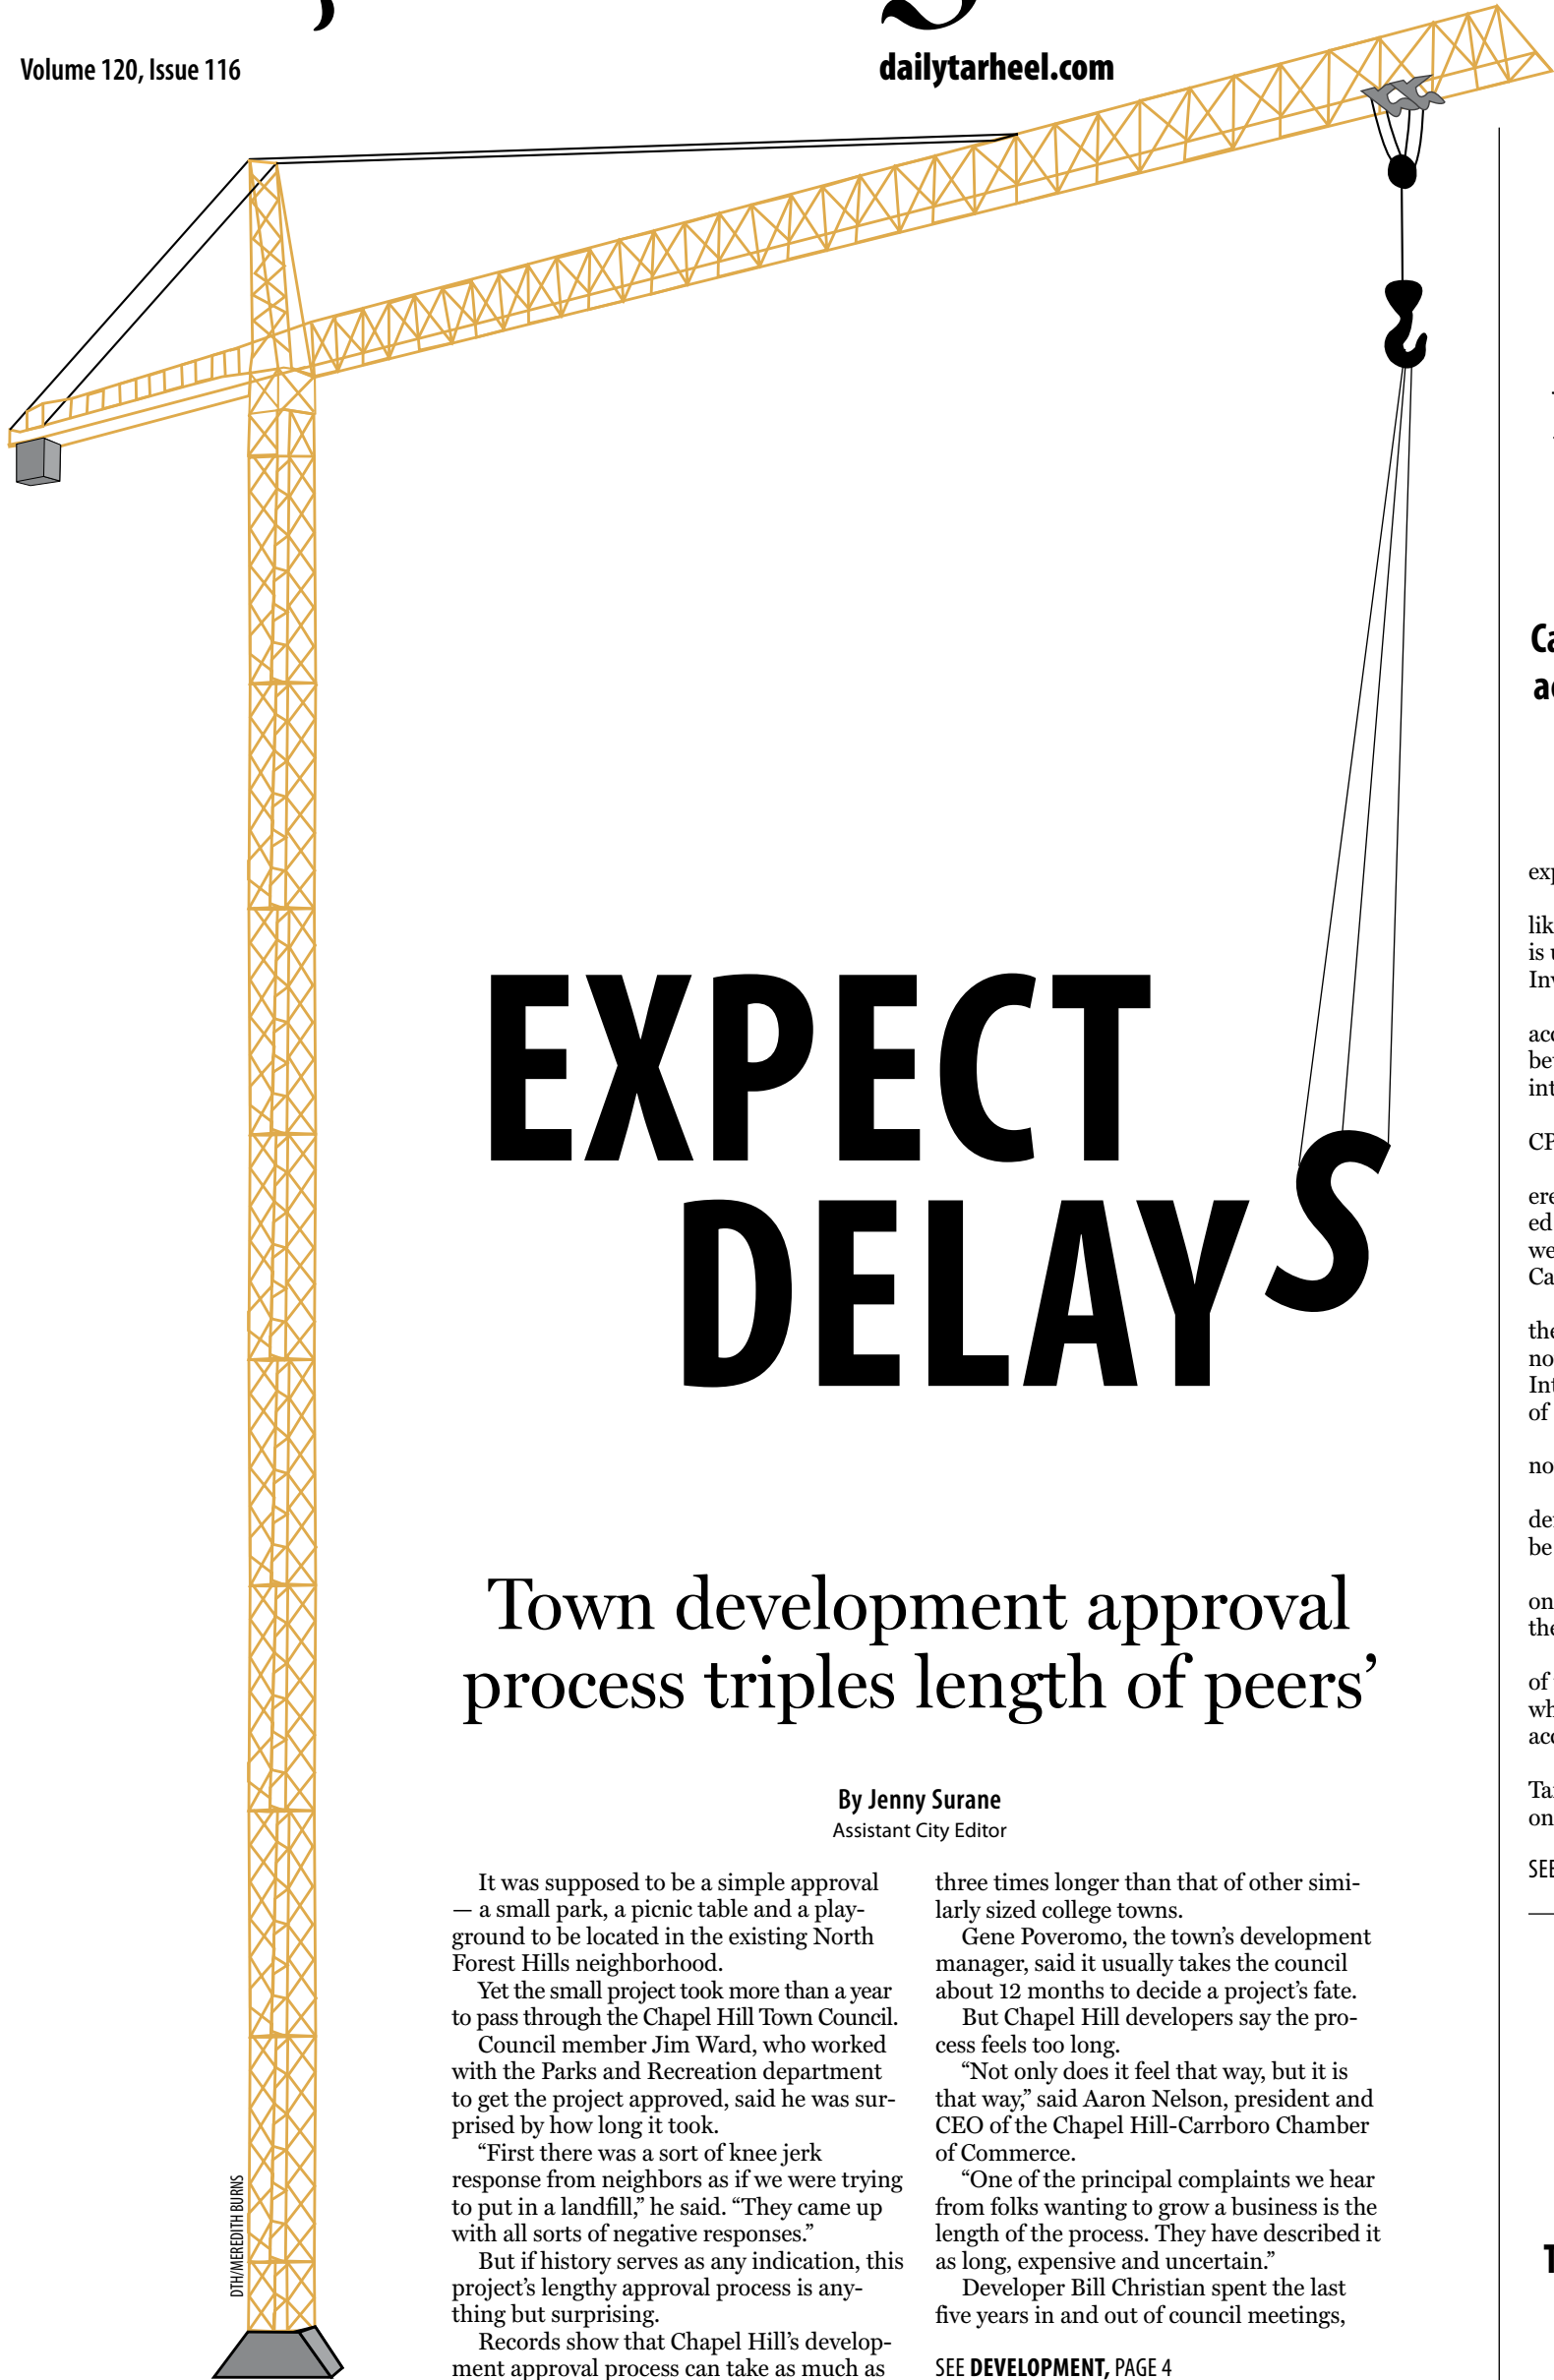 Volume 120, Issue 116
dailytarheel.com
EXPECT
DELAYS
Town development approval
process triples length of peers’
By Jenny Surane
Assistant City Editor
It was supposed to be a simple approval
— a small park, a picnic table and a play-
ground to be located in the existing North
Forest Hills neighborhood.
Yet the small project took more than a year
to pass through the Chapel Hill Town Council.
Council member Jim Ward, who worked
with the Parks and Recreation department
to get the project approved, said he was sur-
prised by how long it took.
“First there was a sort of knee jerk
response from neighbors as if we were trying
to put in a landfill,” he said. “They came up
with all sorts of negative responses.”
But if history serves as any indication, this
project’s lengthy approval process is any-
thing but surprising.
Records show that Chapel Hill’s develop-
ment approval process can take as much as
three times longer than that of other simi-
larly sized college towns.
Gene Poveromo, the town’s development
manager, said it usually takes the council
about 12 months to decide a project’s fate.
But Chapel Hill developers say the pro-
cess feels too long.
“Not only does it feel that way, but it is
that way,” said Aaron Nelson, president and
CEO of the Chapel Hill-Carrboro Chamber
of Commerce.
“One of the principal complaints we hear
from folks wanting to grow a business is the
length of the process. They have described it
as long, expensive and uncertain.”
Developer Bill Christian spent the last
five years in and out of council meetings,
SEE DEVELOPMENT, PAGE 4
DTH/MEREDITH BURNS
is
of
no
be
on
of
on